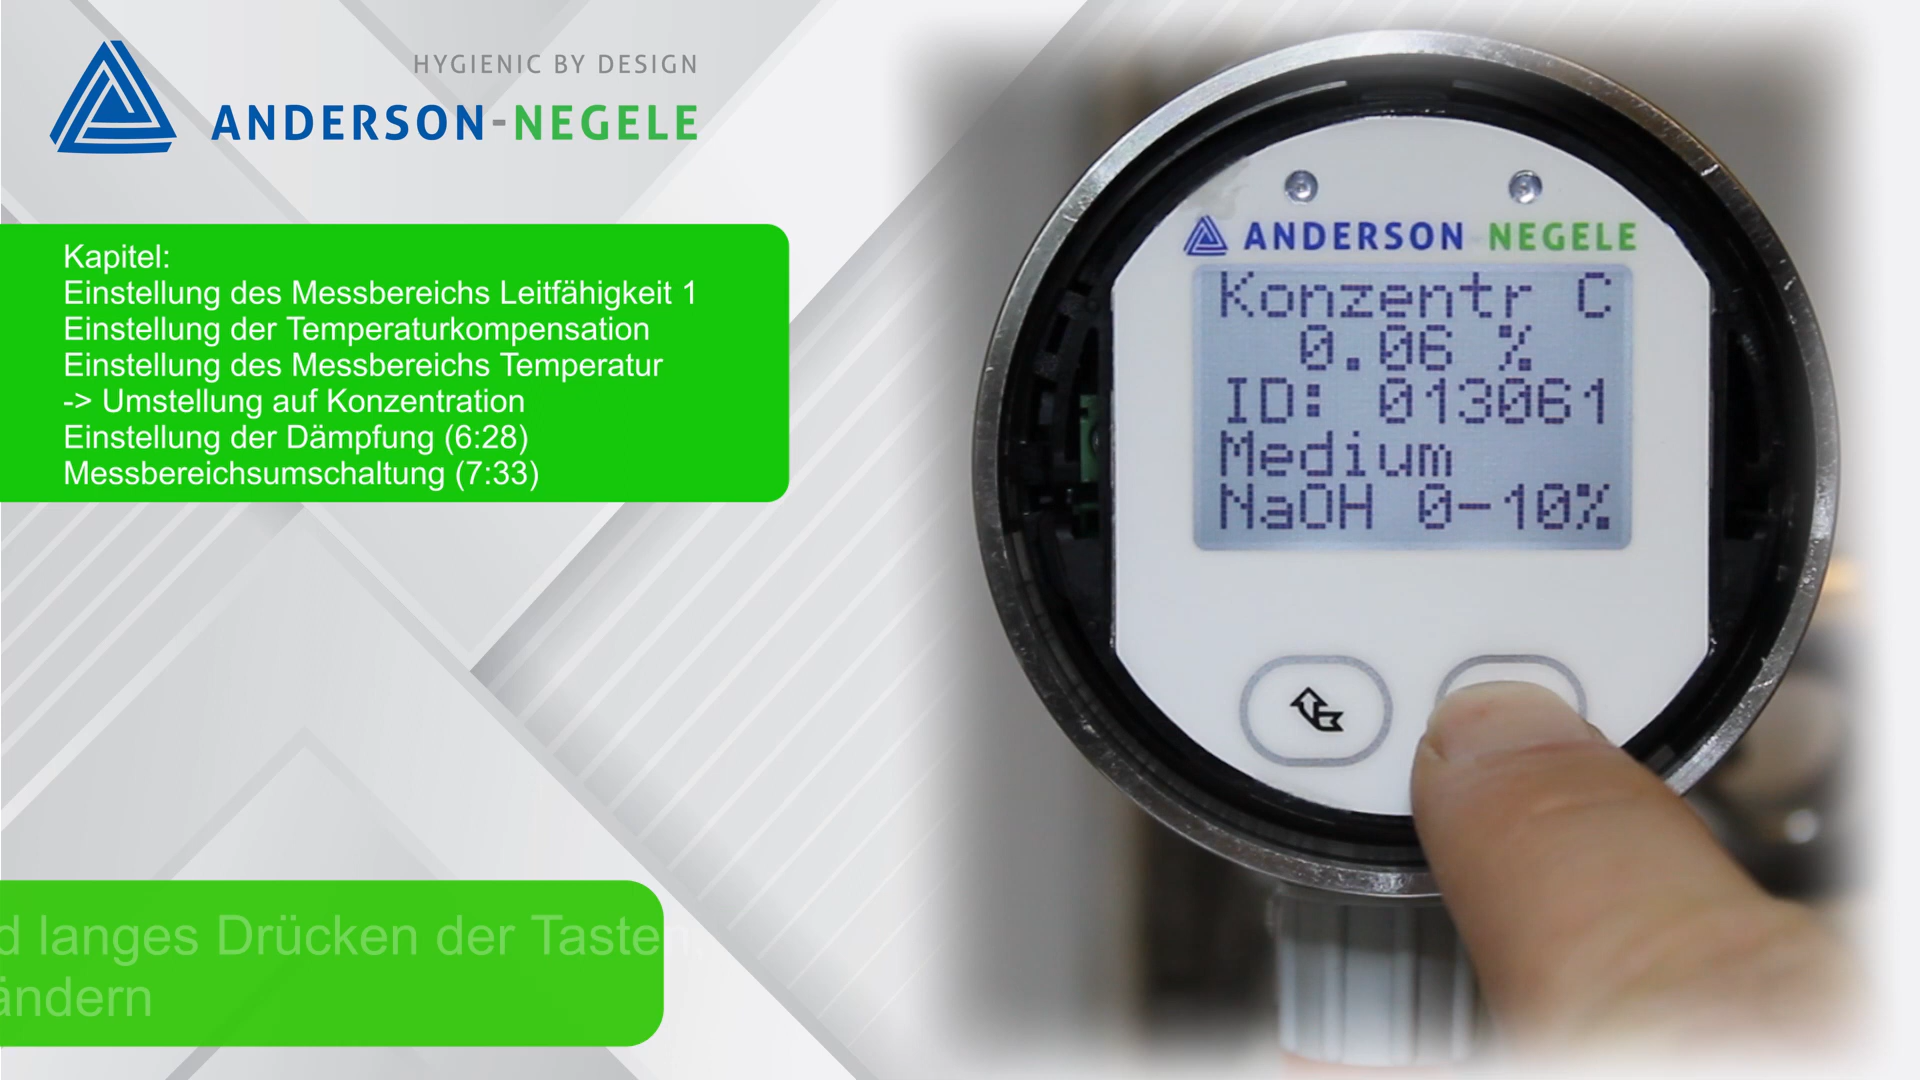 HYGIENIC BY DESIGN
ANDERSON-NEGELE
Kapitel:
Einstellung des Messbereichs Leitfähigkeit 1
Einstellung der Temperaturkompensation
Einstellung des Messbereichs Temperatur
-> Umstellung auf Konzentration
Einstellung der Dämpfung (6:28)
Messbereichsumschaltung (7:33)
langes Drücken der Tasten,
ändern
ANDERSON NEGELE
Konzentr C
0.06 %
ID: 013061
Medium
NaOH 0-10%